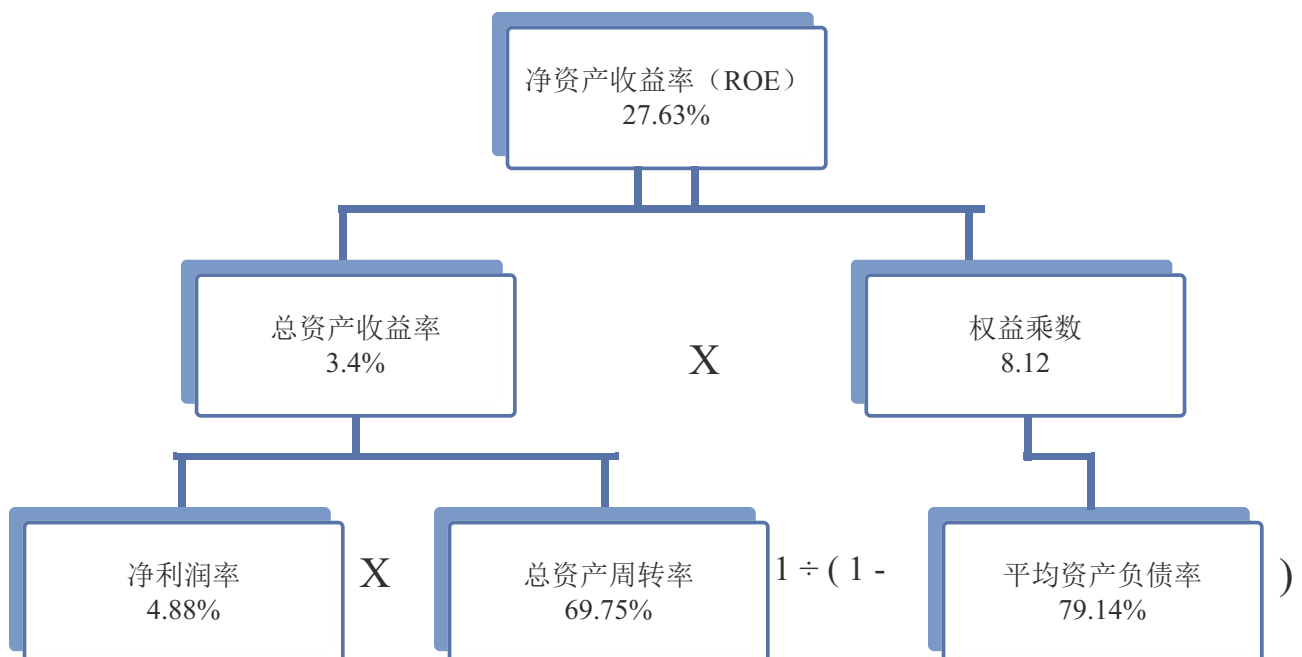 净资产收益率（ROE）
27.63%
总资产收益率
3.4%
X
权益乘数
8.12
净利润率
4.88%
X
总资产周转率
69.75%
1 ÷ ( 1 -
平均资产负债率
79.14%
)